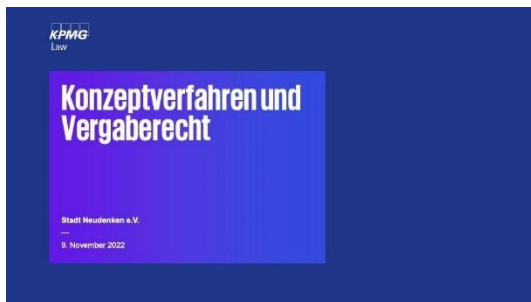 KPMG
Law
Konzeptverfahren und
Vergaberecht
Stadt Neudenken e.V.
—
9. November 2022